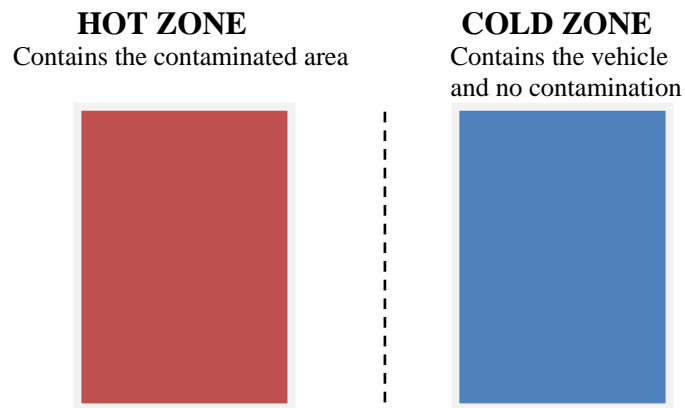 HOT ZONE
Contains the contaminated area
COLD ZONE
Contains the vehicle
and no contamination